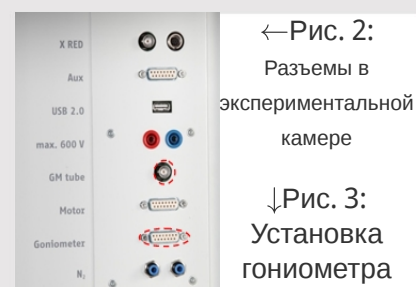 X RED
Aux
USB 2.0
max. 600 V
GM tube
Motor
Goniometer
N₂
←Рис. 2:
Разъемы в
экспериментальной
камере
↓Рис. 3:
Установка
гониометра